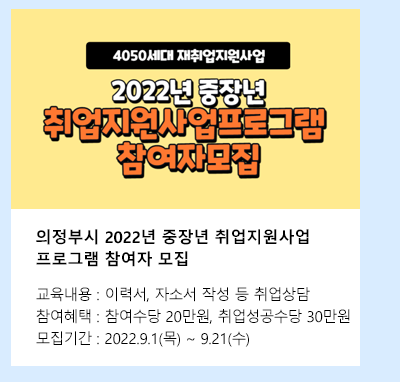 4050세대 재취업지원사업
2022년 중장년
취업지원사업프로그램
참여자모집
의정부시 2022년 중장년 취업지원사업
프로그램 참여자 모집
교육내용 : 이력서, 자소서 작성 등 취업상담
참여혜택 : 참여수당 20만원, 취업성공수당 30만원
모집기간 : 2022.9.1(목) ~ 9.21(수)